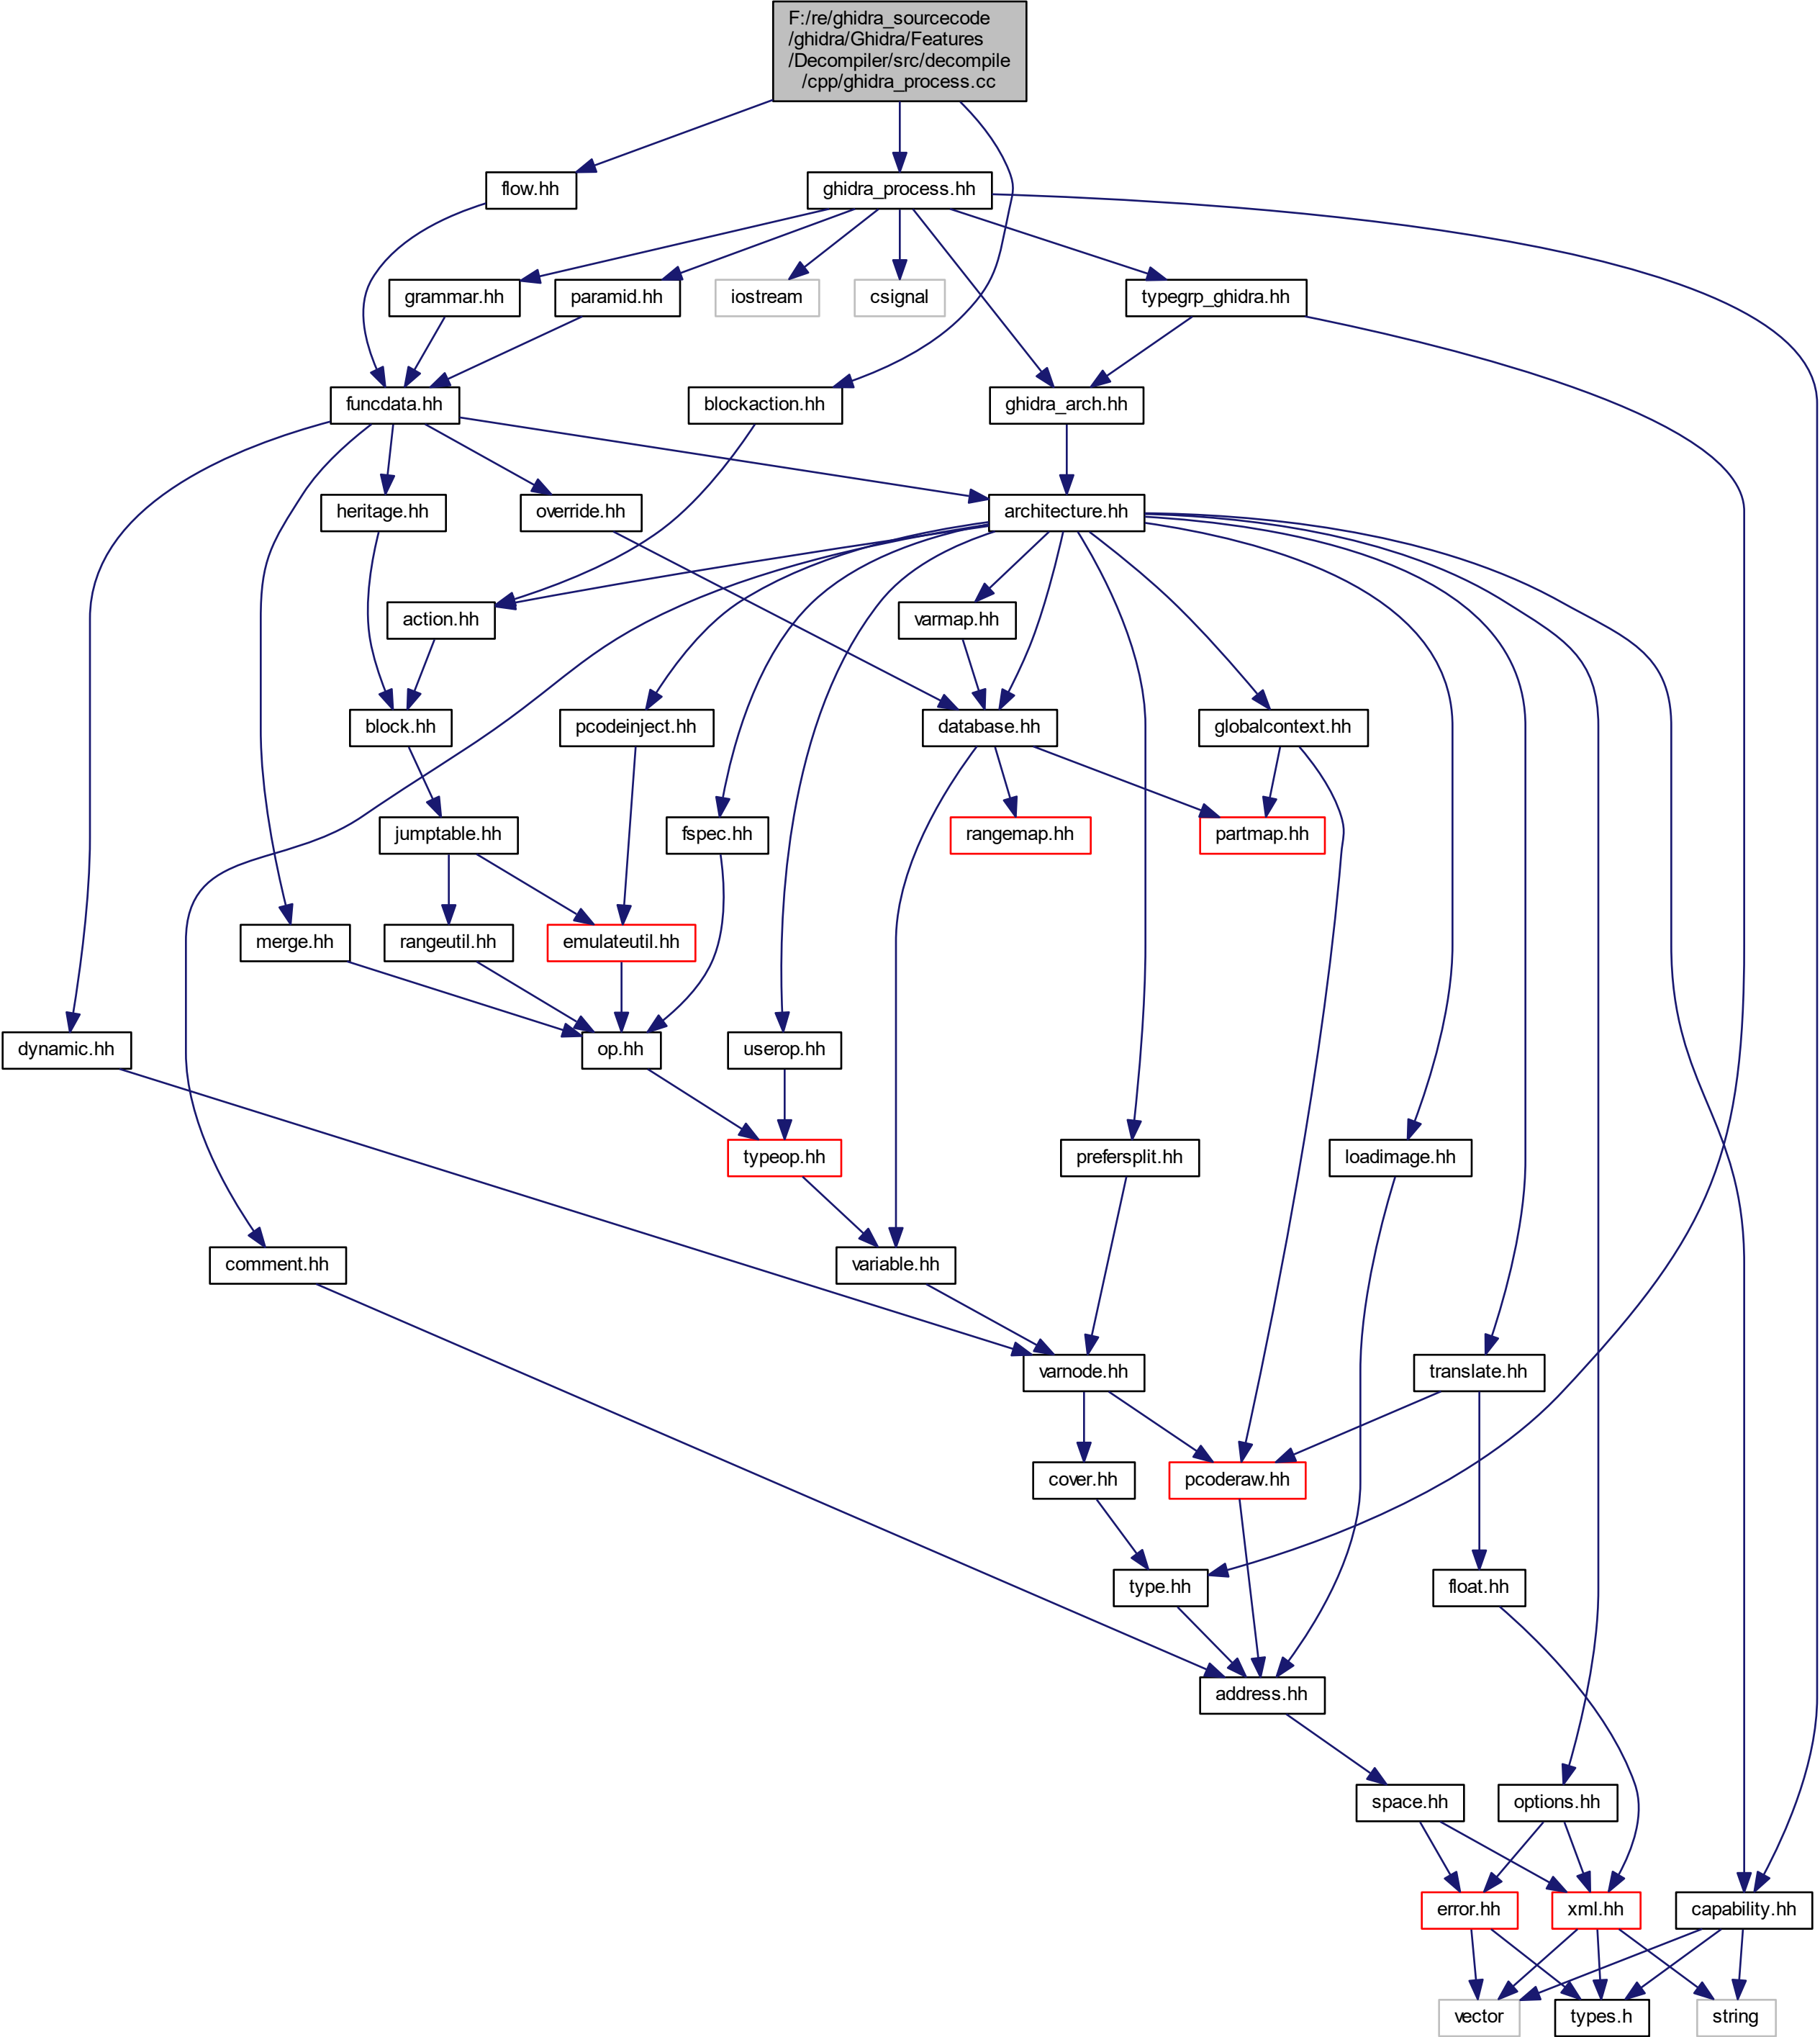 F:/re/ghidra_sourcecode
/ghidra/Ghidra/Features
/Decompiler/src/decompile
/cpp/ghidra_process.cc
flow.hh
ghidra_process.hh
grammar.hh
paramid.hh
iostream
csignal
typegrp_ghidra.hh
funcdata.hh
blockaction.hh
ghidra_arch.hh
heritage.hh
override.hh
architecture.hh
action.hh
varmap.hh
block.hh
pcodeinject.hh
database.hh
globalcontext.hh
jumptable.hh
fspec.hh
rangemap.hh
partmap.hh
merge.hh
rangeutil.hh
emulateutil.hh
dynamic.hh
op.hh
userop.hh
typeop.hh
prefersplit.hh
loadimage.hh
comment.hh
variable.hh
varnode.hh
translate.hh
cover.hh
pcoderaw.hh
type.hh
float.hh
address.hh
space.hh
options.hh
error.hh
xml.hh
capability.hh
vector
types.h
string